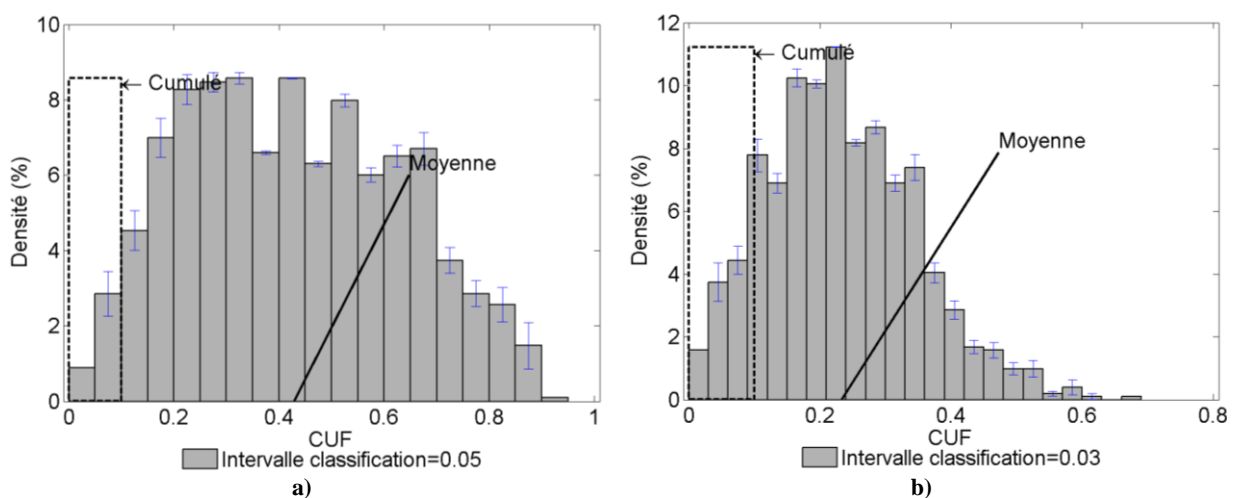 10
8
6
4
2
0
Densité (%)
← Cumulé
Moyenne
0 0.2 0.4 0.6 0.8 1
CUF
Intervalle classification=0.05
a)
12
10
8
6
4
2
0
Densité (%)
← Cumulé
Moyenne
0 0.2 0.4 0.6 0.8
CUF
Intervalle classification=0.03
b)